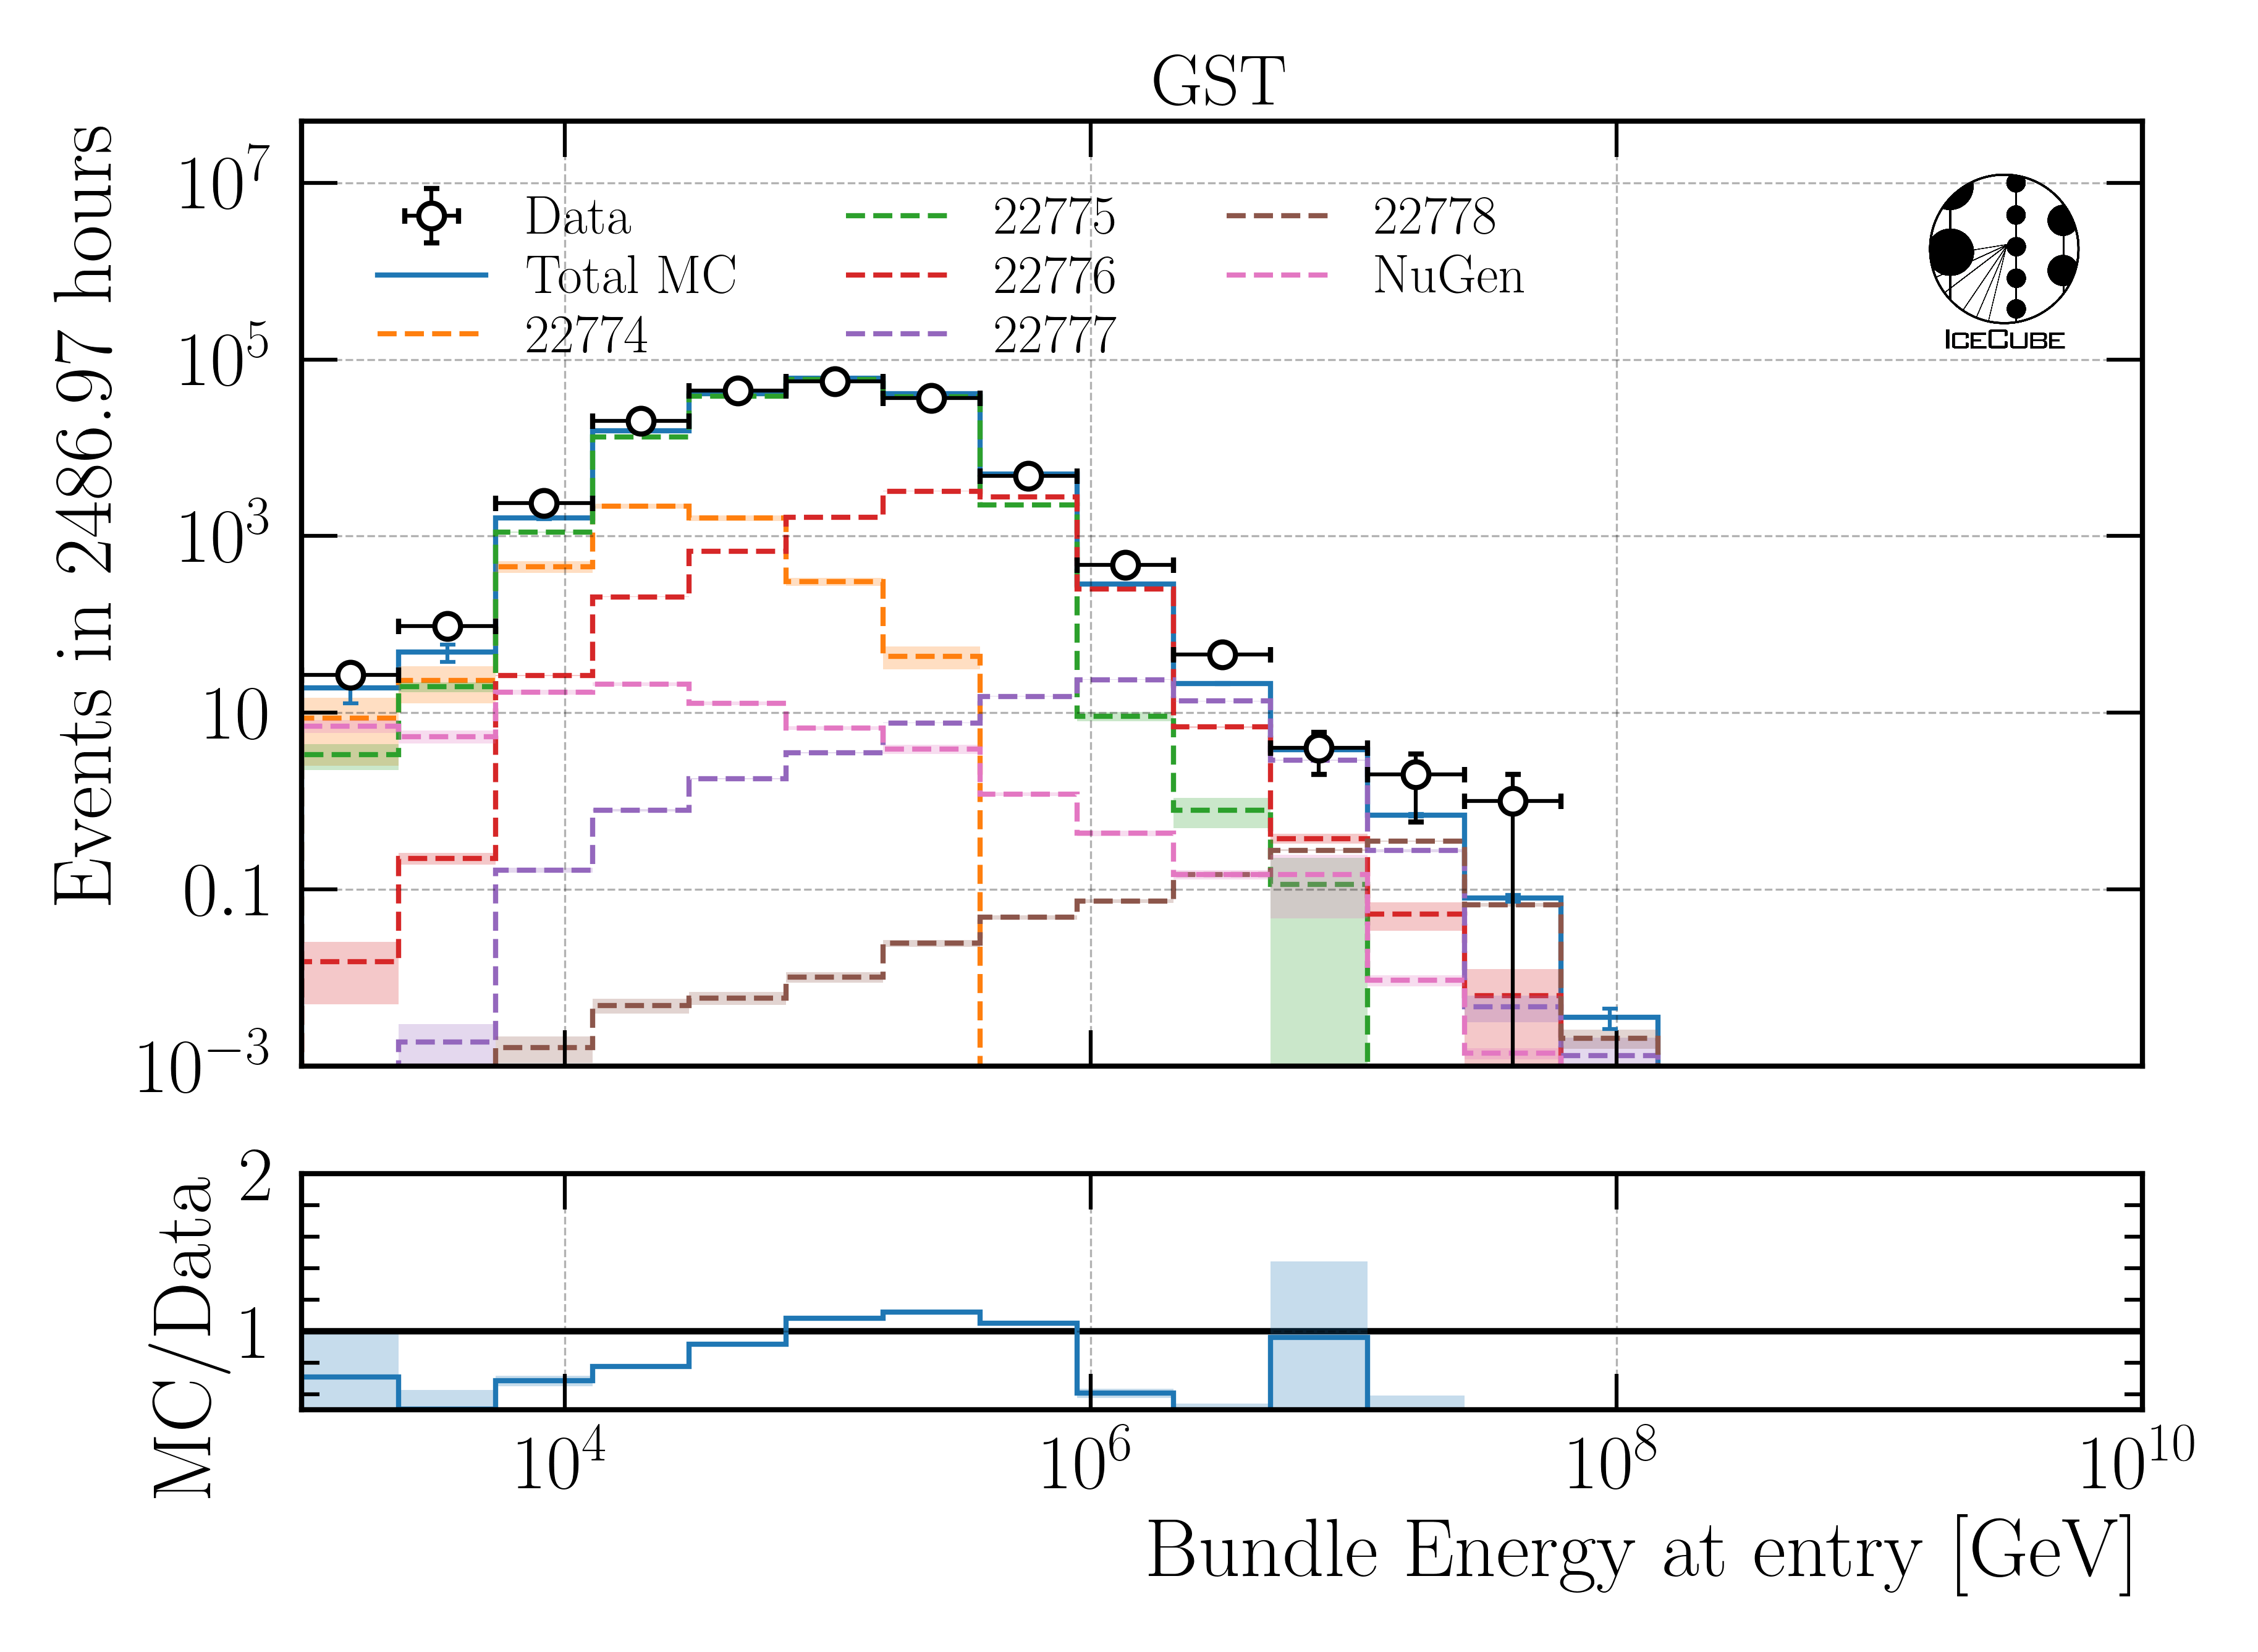 GST
Events in 2486.97 hours
10^7
10^5
10^3
10
0.1
10^−3
Data
Total MC
22774
22775
22776
22777
22778
NuGen
ICECUBE
MC/Data
2
1
10^4
10^6
10^8
10^10
Bundle Energy at entry [GeV]